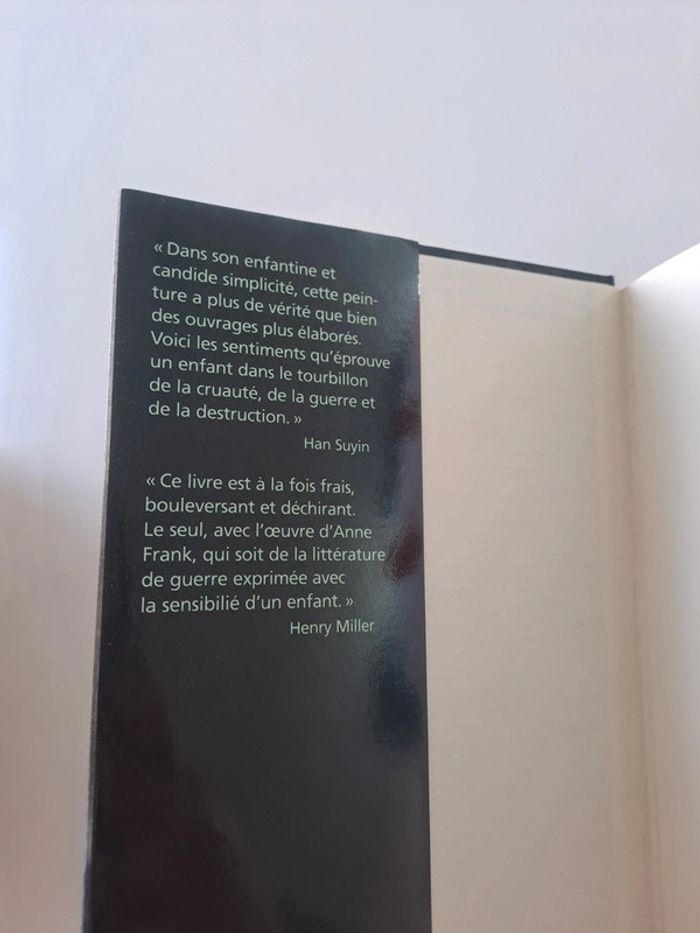 « Dans son enfantine et
candide simplicité, cette pein-
ture a plus de vérité que bien
des ouvrages plus élaborés.
Voici les sentiments qu'éprouve
un enfant dans le tourbillon
de la cruauté, de la guerre et
de la destruction. »
Han Suyin
« Ce livre est à la fois frais,
bouleversant et déchirant.
Le seul, avec l'œuvre d'Anne
Frank, qui soit de la littérature
de guerre exprimée avec
la sensibilié d'un enfant. »
Henry Miller